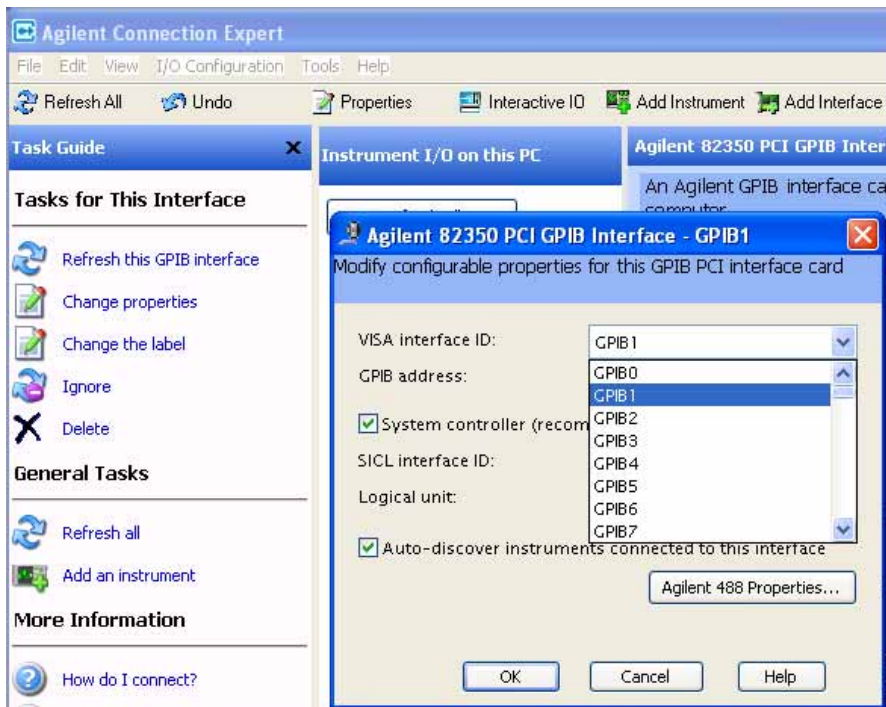 Agilent Connection Expert
File Edit View I/O Configuration Tools Help
Refresh All Undo Properties Interactive IO Add Instrument Add Interface
Task Guide
Tasks for This Interface
Refresh this GPIB interface
Change properties
Change the label
Ignore
Delete
General Tasks
Refresh all
Add an instrument
More Information
How do I connect?
Instrument I/O on this PC
Agilent 82350 PCI GPIB Inter
An Agilent GPIB interface ca
computer
Agilent 82350 PCI GPIB Interface - GPIB1
Modify configurable properties for this GPIB PCI interface card
VISA interface ID: GPIB1
GPIB address:
GPIB0
GPIB1
GPIB2
GPIB3
GPIB4
GPIB5
GPIB6
GPIB7
System controller (recom
SICL interface ID:
Logical unit:
Auto-discover instruments connected to this interface
Agilent 488 Properties...
OK Cancel Help